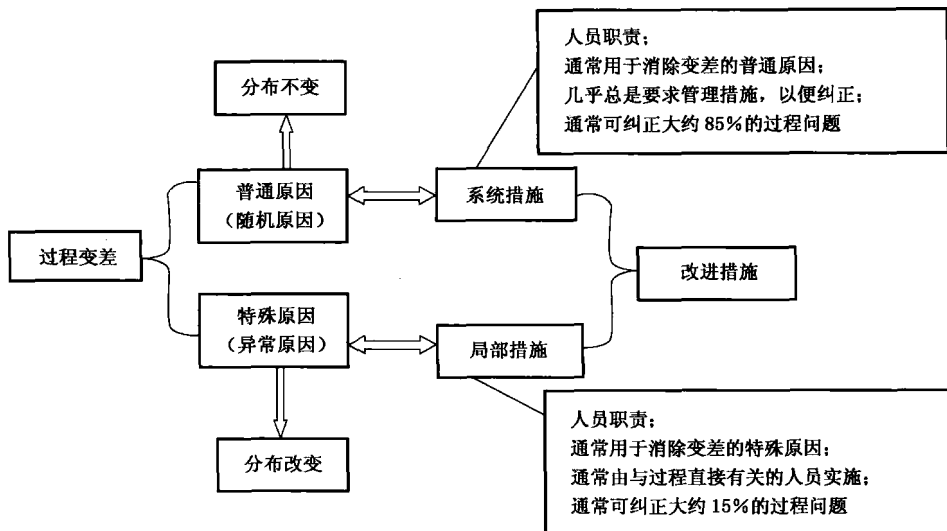 人员职责；
通常用于消除变差的普通原因；
几乎总是要求管理措施，以便纠正；
通常可纠正大约 85%的过程问题
分布不变
普通原因
（随机原因）
系统措施
过程变差
改进措施
特殊原因
（异常原因）
局部措施
人员职责；
通常用于消除变差的特殊原因；
通常由与过程直接有关的人员实施；
通常可纠正大约 15%的过程问题
分布改变